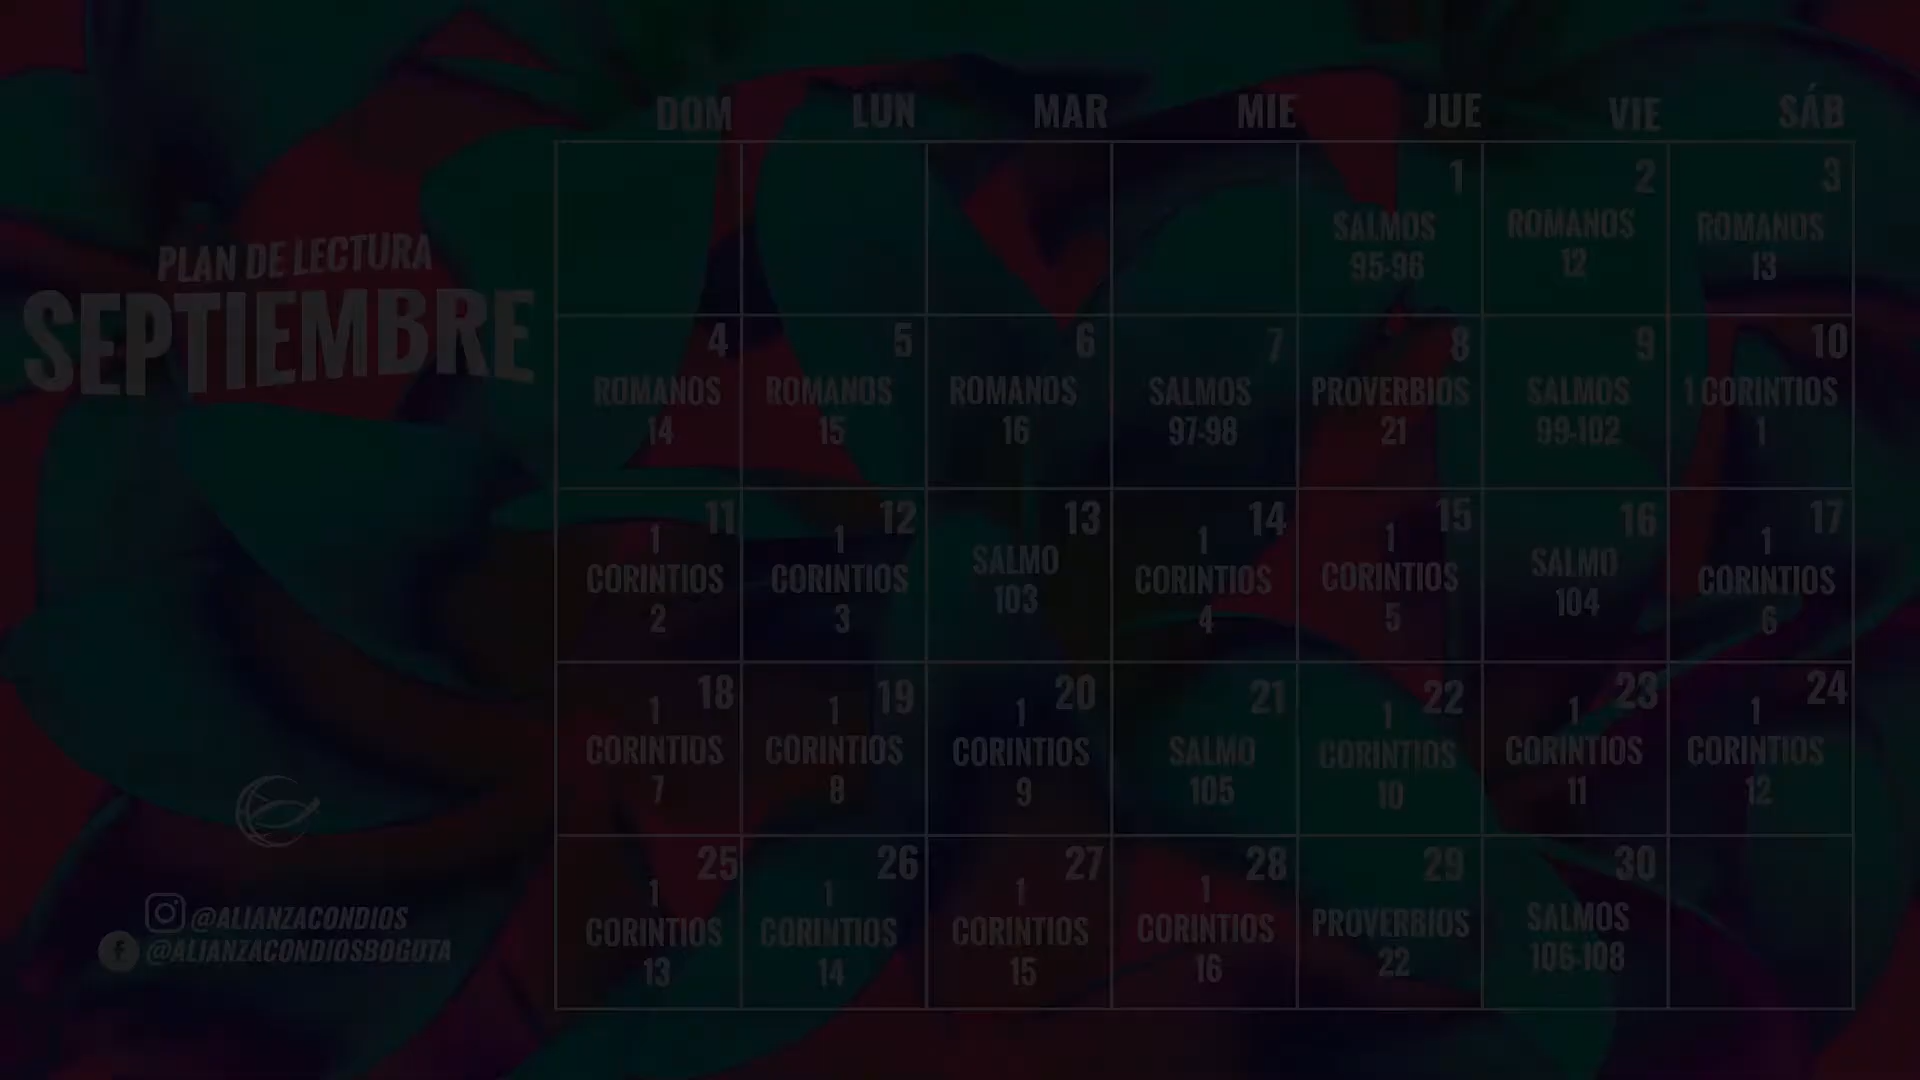 PLAN DE LECTURA
SEPTIEMBRE
@ALIANZACONDIOS
@ALIANZACONDIOSBOGOTA
DOM LUN MAR MIE JUE VIE SÁB
1 2 3
SALMOS ROMANOS ROMANOS
95-96 12 13
4 5 6 7 8 9 10
ROMANOS ROMANOS ROMANOS SALMOS PROVERBIOS SALMOS 1 CORINTIOS
14 15 16 97-98 21 99-102 1
11 12 13 14 15 16 17
1 1 SALMO 1 1 SALMO 1
CORINTIOS CORINTIOS 103 CORINTIOS CORINTIOS 104 CORINTIOS
2 3 4 5 6
18 19 20 21 22 23 24
1 1 1 1 1 1
CORINTIOS CORINTIOS CORINTIOS SALMO CORINTIOS CORINTIOS CORINTIOS
7 8 9 105 10 11 12
25 26 27 28 29 30
1 1 1 1
CORINTIOS CORINTIOS CORINTIOS CORINTIOS PROVERBIOS SALMOS
13 14 15 16 22 106-108